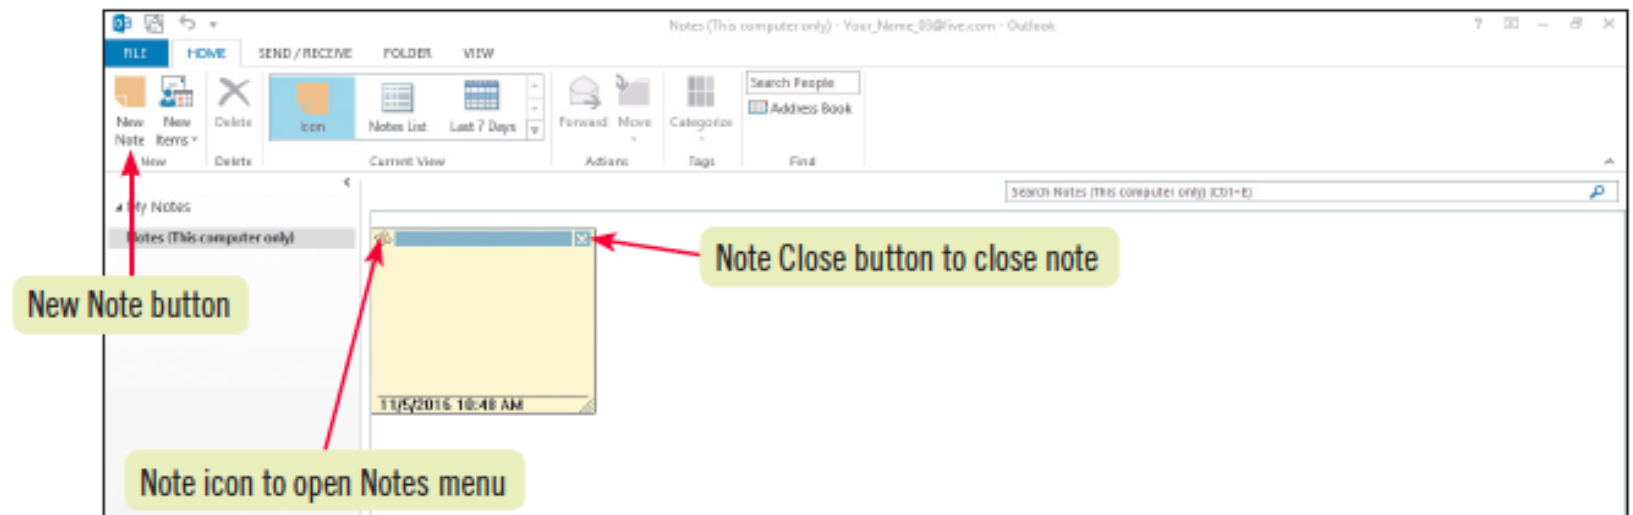 Notes (This computer only) - Your_Name_03@live.com - Outlook
FILE HOME SEND / RECEIVE FOLDER VIEW
New Note
New Items
Delete
Icon
Notes List
Last 7 Days
Forward
Move
Categorize
Search People
Address Book
New Delete Current View Actions Tags Find
Search Notes (This computer only) (Ctrl+E)
My Notes
Notes (This computer only)
Note Close button to close note
New Note button
11/5/2016 10:48 AM
Note icon to open Notes menu